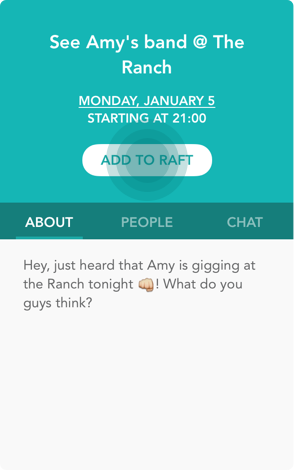 See Amy's band @ The
Ranch
MONDAY, JANUARY 5
STARTING AT 21:00
ADD TO RAFT
ABOUT PEOPLE CHAT
Hey, just heard that Amy is gigging at
the Ranch tonight 👊🏼! What do you
guys think?